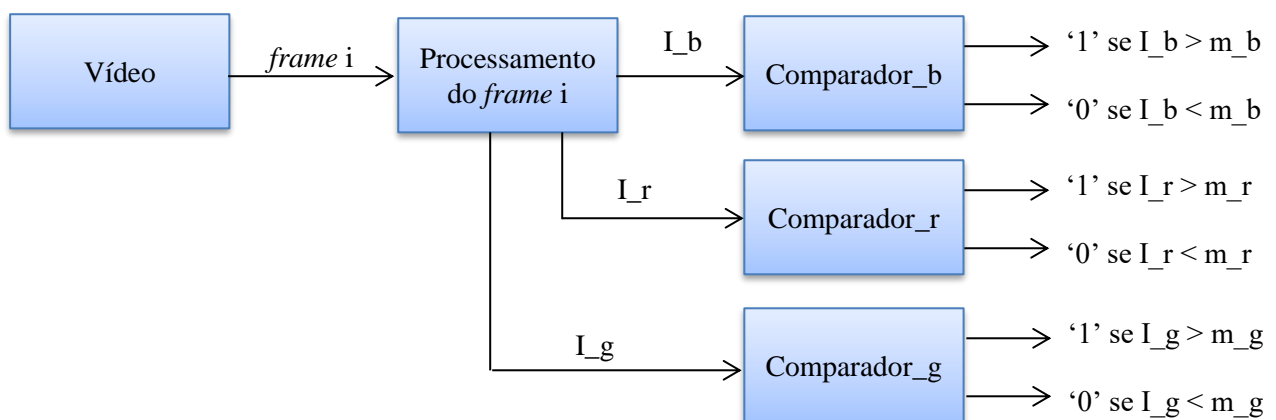 Vídeo
frame i
Processamento
do frame i
I_b
Comparador_b
‘1’ se I_b > m_b
‘0’ se I_b < m_b
I_r
Comparador_r
‘1’ se I_r > m_r
‘0’ se I_r < m_r
I_g
Comparador_g
‘1’ se I_g > m_g
‘0’ se I_g < m_g